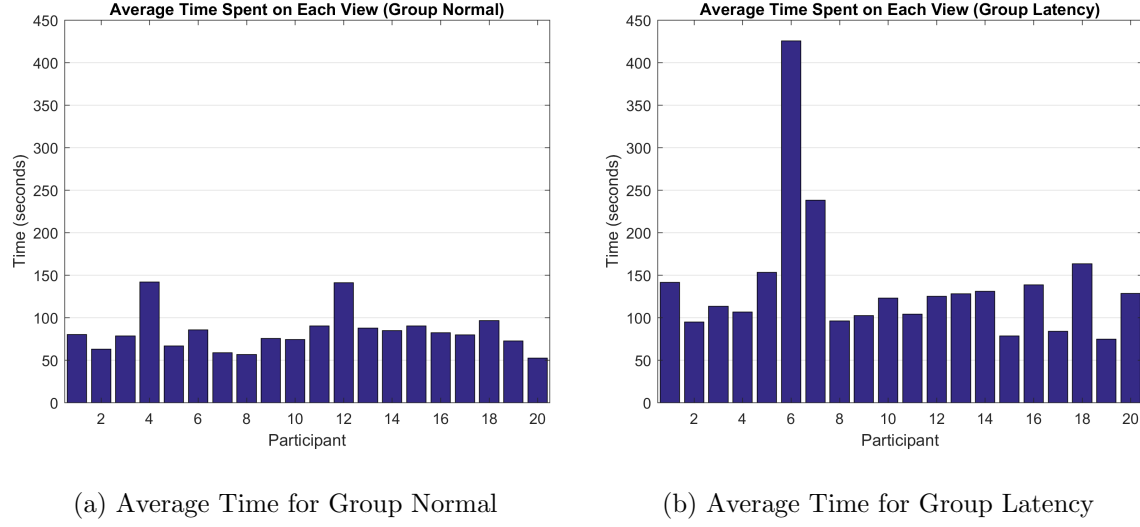 Average Time Spent on Each View (Group Normal)
450
400
350
300
250
200
150
100
50
0
Time (seconds)
2 4 6 8 10 12 14 16 18 20
Participant
(a) Average Time for Group Normal
Average Time Spent on Each View (Group Latency)
450
400
350
300
250
200
150
100
50
0
Time (seconds)
2 4 6 8 10 12 14 16 18 20
Participant
(b) Average Time for Group Latency